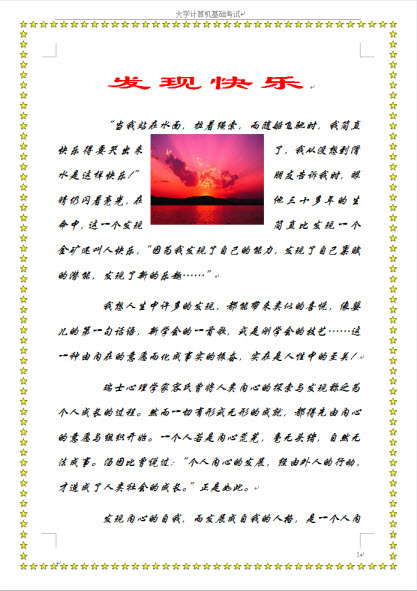 大学计算机基础考试
发现快乐
“当我站在水面，拉着绳索，而随船飞驰时，我简直
快乐得要哭出来了，我从没想到滑
水是这样快乐！”朋友告诉我时，眼
睛仍闪着亮光，在他三十多年的生
命中，这一个发现简直比发现一个
金矿还叫人快乐，“因为我发现了自己的能力，发现了自己禀赋
的潜能，发现了新的乐趣……”
我想人生中许多的发现，都能带来类似的喜悦，像婴
儿的第一句话语，新学会的一首歌，或是刚学会的技艺……这
一种由内在的意愿而化成事实的振奋，实在是人性中的至美！
瑞士心理学家容氏曾将人类内心的探索与发现称之为
个人成长的过程。然而一切有形或无形的成就，都得先由内心
的意愿与组织开始。一个人若是内心茫荒，毫无头绪，自然无
法成事。汤因比曾说过：“个人内心的发展，经由外人的行动，
才造成了人类社会的成长。”正是如此。
发现内心的自我，而发展成自我的人格，是一个人向
1